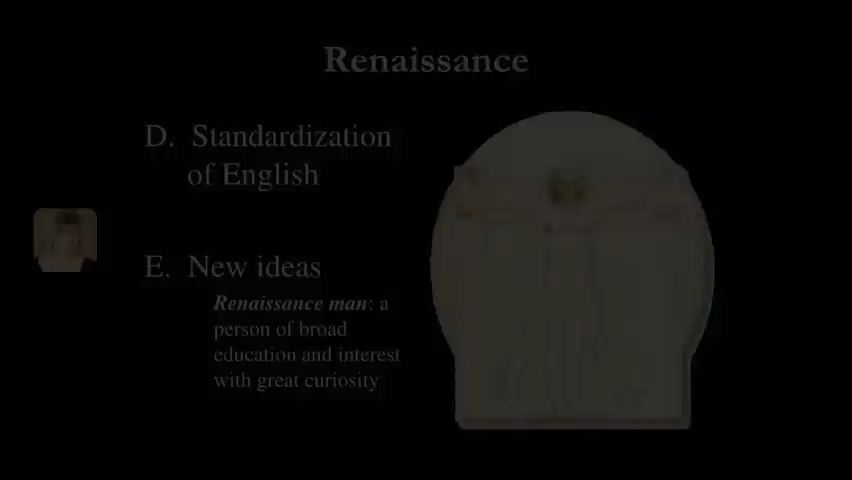 Renaissance
D. Standardization
of English
E. New ideas
Renaissance man: a
person of broad
education and interest
with great curiosity